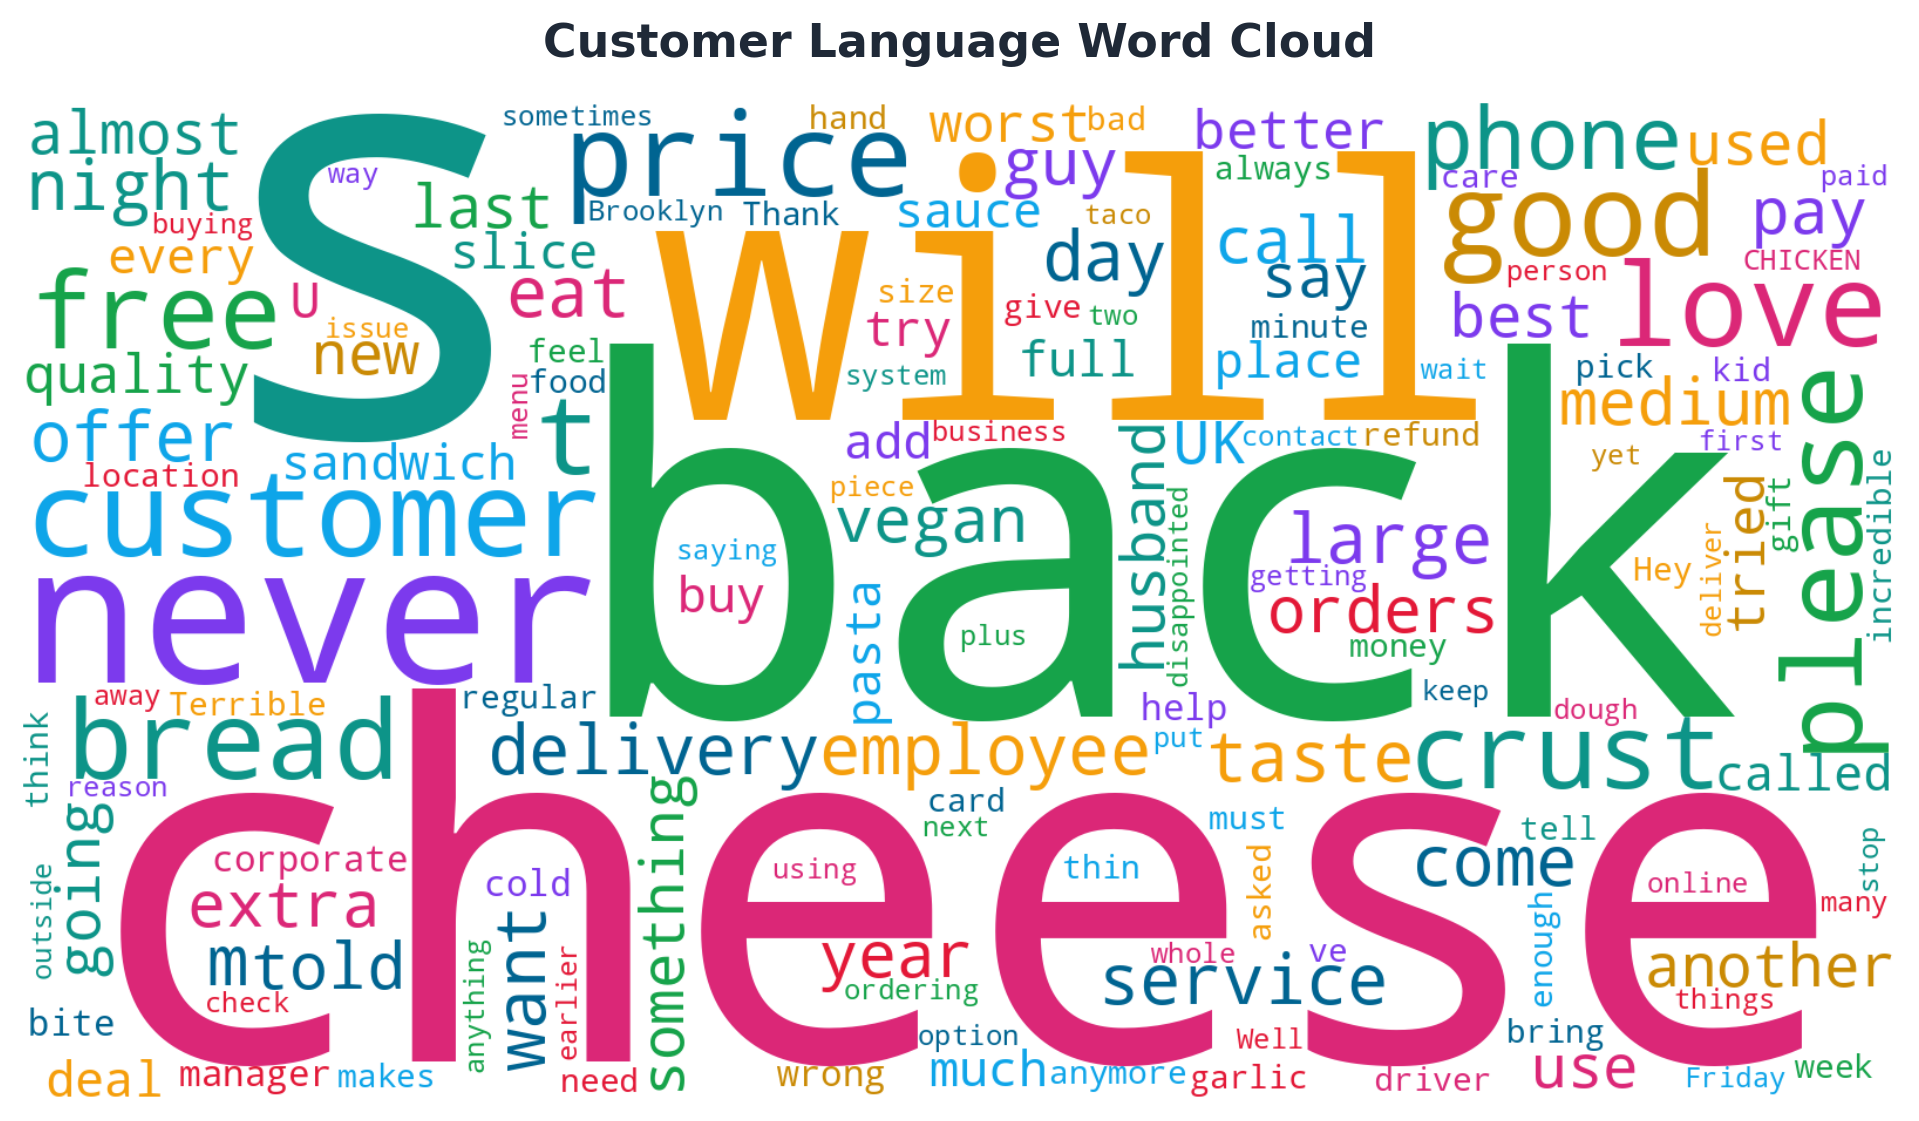 Customer Language Word Cloud
almost
S
sometimes
price
hand
worst
bad
better
phone
used
night
way
last
guy
always
care
paid
buying
Brooklyn
Thank
sauce
taco
good
pay
every
slice
will
day
call
say
person
CHICKEN
free
U
eat
size
give
two
minute
best
love
issue
new
try
full
quality
feel
food
system
place
wait
pick
kid
please
menu
medium
offer
sandwich
t
back
add
business
husband
UK
contact
refund
first
location
yet
customer
piece
vegan
large
tried
gift
incredible
saying
disappointed
never
buy
pasta
plus
getting
orders
money
Hey
deliver
away
Terrible
regular
help
keep
dough
think
bread
delivery
employee
put
taste
crust
called
reason
cheese
something
card
next
must
tell
going
corporate
cold
using
thin
come
online
stop
outside
extra
want
asked
enough
many
mtold
anything
earlier
year
whole
ve
another
check
ordering
service
things
bite
option
Well
bring
deal
manager
makes
need
wrong
much
anymore
garlic
driver
use
Friday
week